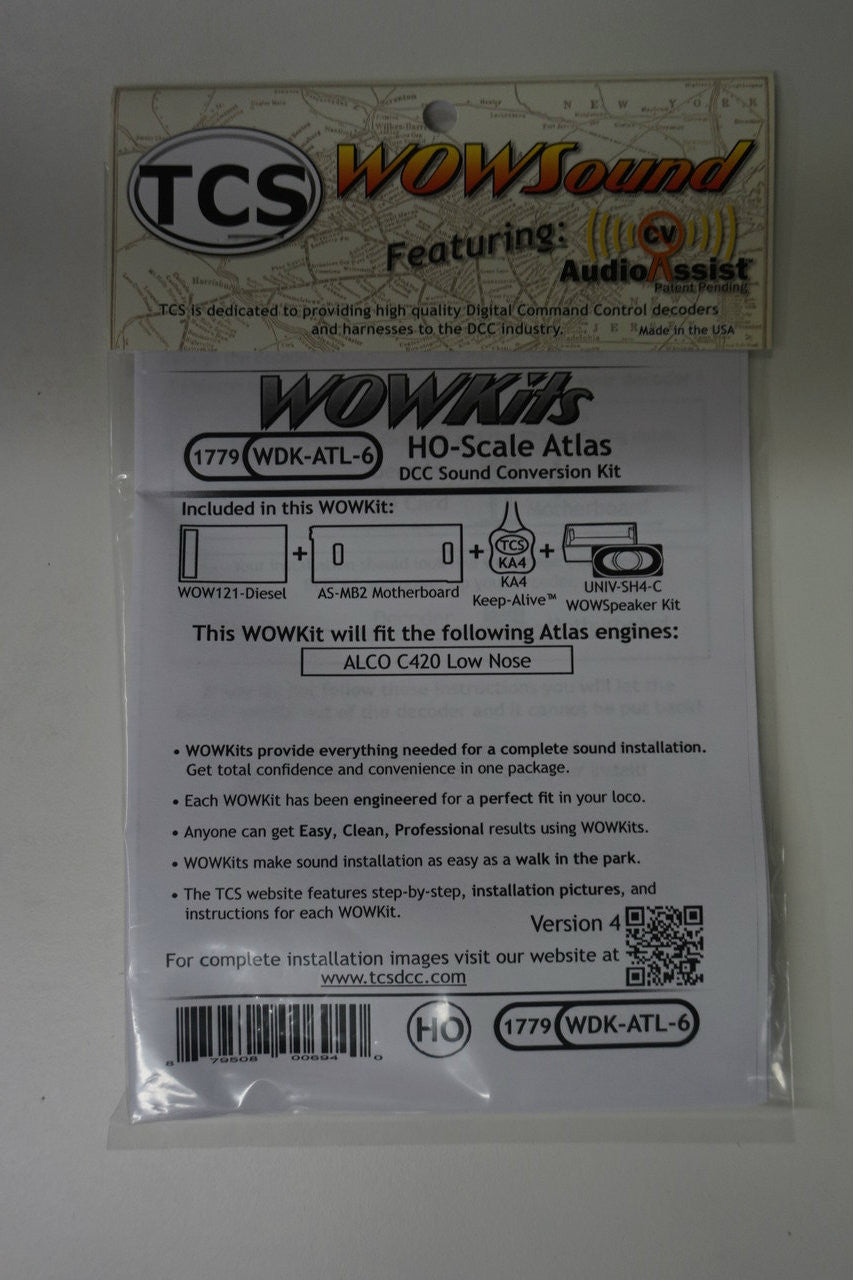 TCS WOWSound
Featuring: CV
AudioAssist™
Patent Pending
TCS is dedicated to providing high quality Digital Command Control decoders
and harnesses to the DCC industry. Made in the USA
NEW YORK
Harrisburg
WOWKits
1779 WDK-ATL-6 HO-Scale Atlas
DCC Sound Conversion Kit
Included in this WOWKit:
+ + TCS KA4 +
WOW121-Diesel AS-MB2 Motherboard KA4 Keep-Alive™ UNIV-SH4-C WOWSpeaker Kit
This WOWKit will fit the following Atlas engines:
ALCO C420 Low Nose
• WOWKits provide everything needed for a complete sound installation.
Get total confidence and convenience in one package.
• Each WOWKit has been engineered for a perfect fit in your loco.
• Anyone can get Easy, Clean, Professional results using WOWKits.
• WOWKits make sound installation as easy as a walk in the park.
• The TCS website features step-by-step, installation pictures, and
instructions for each WOWKit.
Version 4
For complete installation images visit our website at
www.tcsdcc.com
8 79508 00694 0 HO 1779 WDK-ATL-6